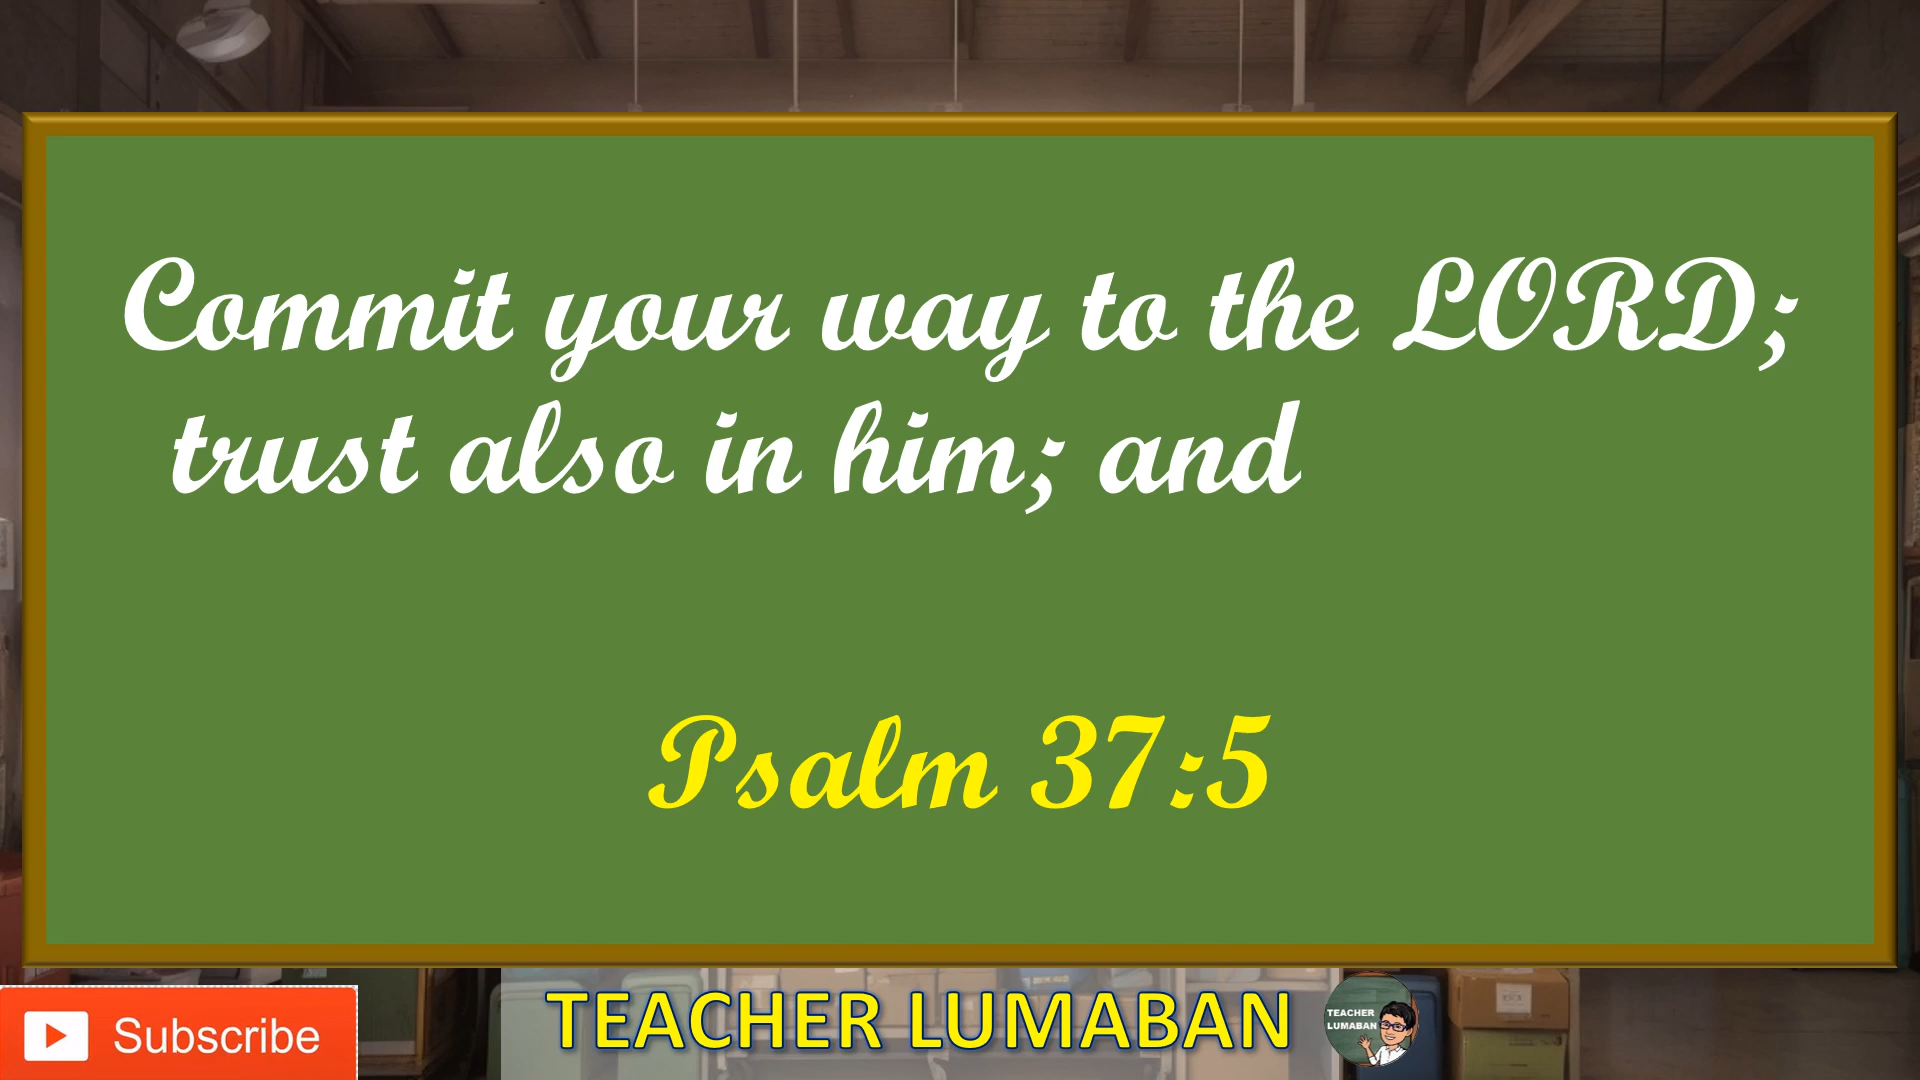 Commit your way to the LORD;
trust also in him; and
Psalm 37:5
Subscribe
TEACHER LUMABAN
TEACHER
LUMABAN